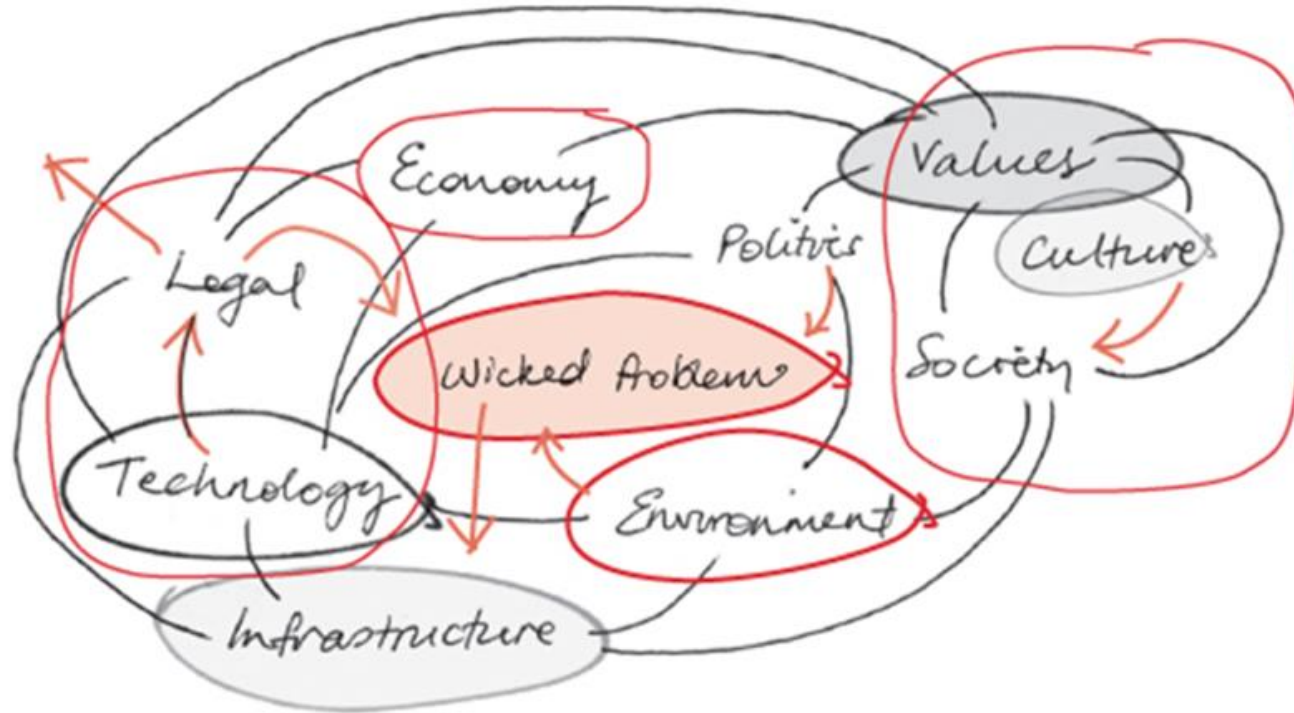 Values
Economy
Politics
Culture
Legal
Wicked Problem
Society
Technology
Environment
Infrastructure